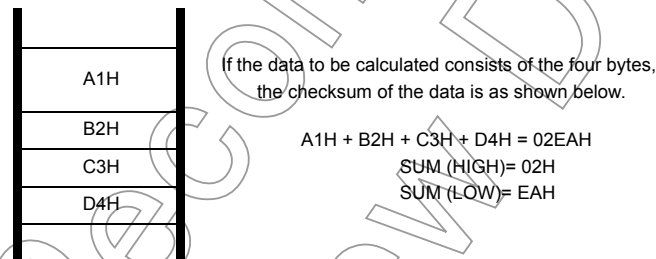 A1H
B2H
C3H
D4H
If the data to be calculated consists of the four bytes,
the checksum of the data is as shown below.
A1H + B2H + C3H + D4H = 02EAH
SUM (HIGH)= 02H
SUM (LOW)= EAH